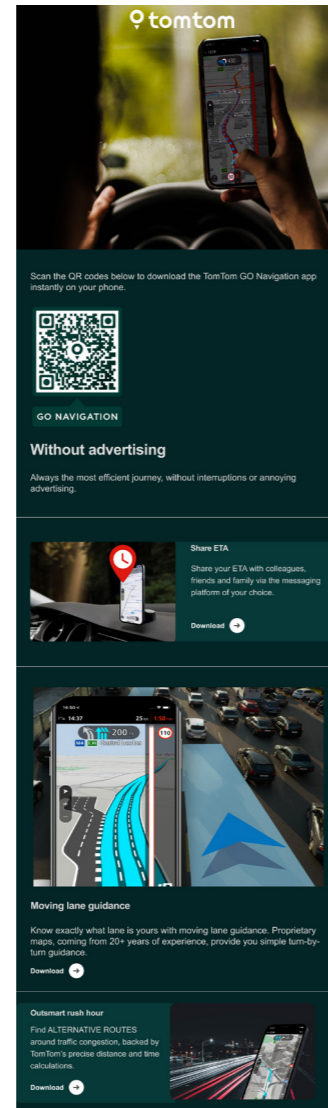 tomtom
Scan the QR codes below to download the TomTom GO Navigation app
instantly on your phone.
GO NAVIGATION
Without advertising
Always the most efficient journey, without interruptions or annoying
advertising.
Share ETA
Share your ETA with colleagues,
friends and family via the messaging
platform of your choice.
Download
14:37
25
200
110
Moving lane guidance
Know exactly what lane is yours with moving lane guidance. Proprietary
maps, coming from 20+ years of experience, provide you simple turn-by-
turn guidance.
Download
Outsmart rush hour
Find ALTERNATIVE ROUTES
around traffic congestion, backed by
TomTom's precise distance and time
calculations.
Download